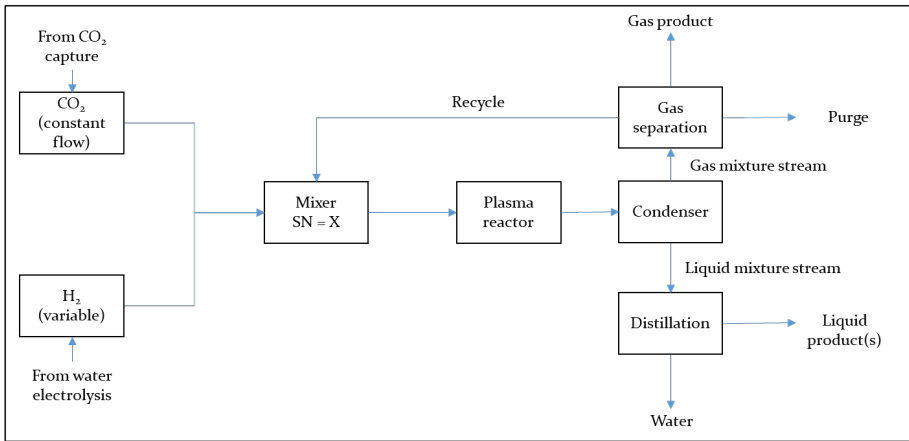 Gas product
From CO₂
capture
CO₂
(constant
flow)
Recycle
Gas
separation
Purge
Gas mixture stream
Mixer
SN = X
Plasma
reactor
Condenser
Liquid mixture stream
H₂
(variable)
Distillation
Liquid
product(s)
From water
electrolysis
Water